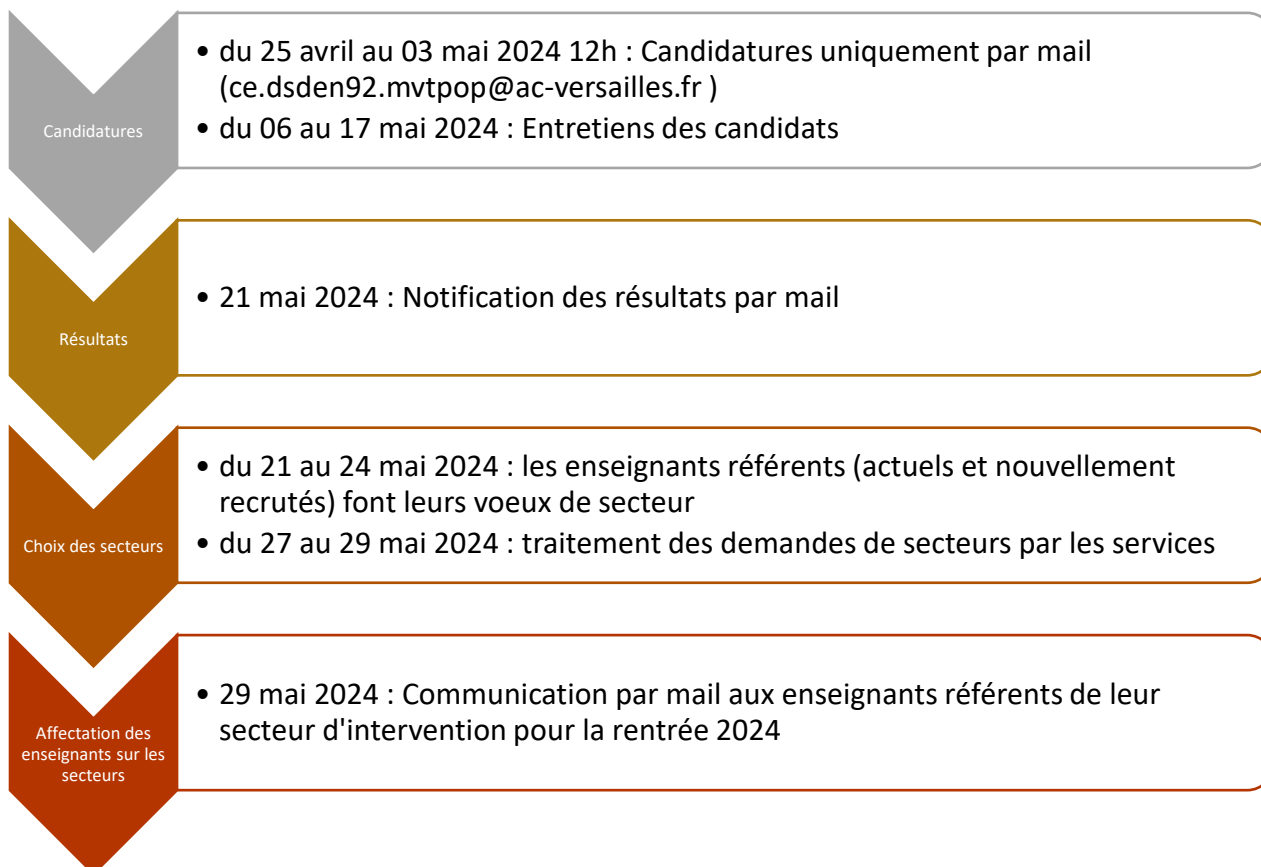 Candidatures
• du 25 avril au 03 mai 2024 12h : Candidatures uniquement par mail
(ce.dsden92.mvtpop@ac-versailles.fr )
• du 06 au 17 mai 2024 : Entretiens des candidats
Résultats
• 21 mai 2024 : Notification des résultats par mail
Choix des secteurs
• du 21 au 24 mai 2024 : les enseignants référents (actuels et nouvellement
recrutés) font leurs voeux de secteur
• du 27 au 29 mai 2024 : traitement des demandes de secteurs par les services
Affectation des
enseignants sur les
secteurs
• 29 mai 2024 : Communication par mail aux enseignants référents de leur
secteur d'intervention pour la rentrée 2024